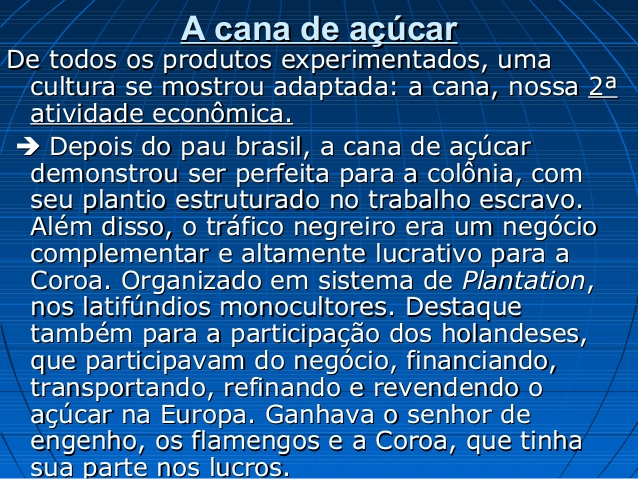 A cana de açúcar
De todos os produtos experimentados, uma
cultura se mostrou adaptada: a cana, nossa 2ª
atividade econômica.
➔ Depois do pau brasil, a cana de açúcar
demonstrou ser perfeita para a colônia, com
seu plantio estruturado no trabalho escravo.
Além disso, o tráfico negreiro era um negócio
complementar e altamente lucrativo para a
Coroa. Organizado em sistema de Plantation,
nos latifúndios monocultores. Destaque
também para a participação dos holandeses,
que participavam do negócio, financiando,
transportando, refinando e revendendo o
açúcar na Europa. Ganhava o senhor de
engenho, os flamengos e a Coroa, que tinha
sua parte nos lucros.